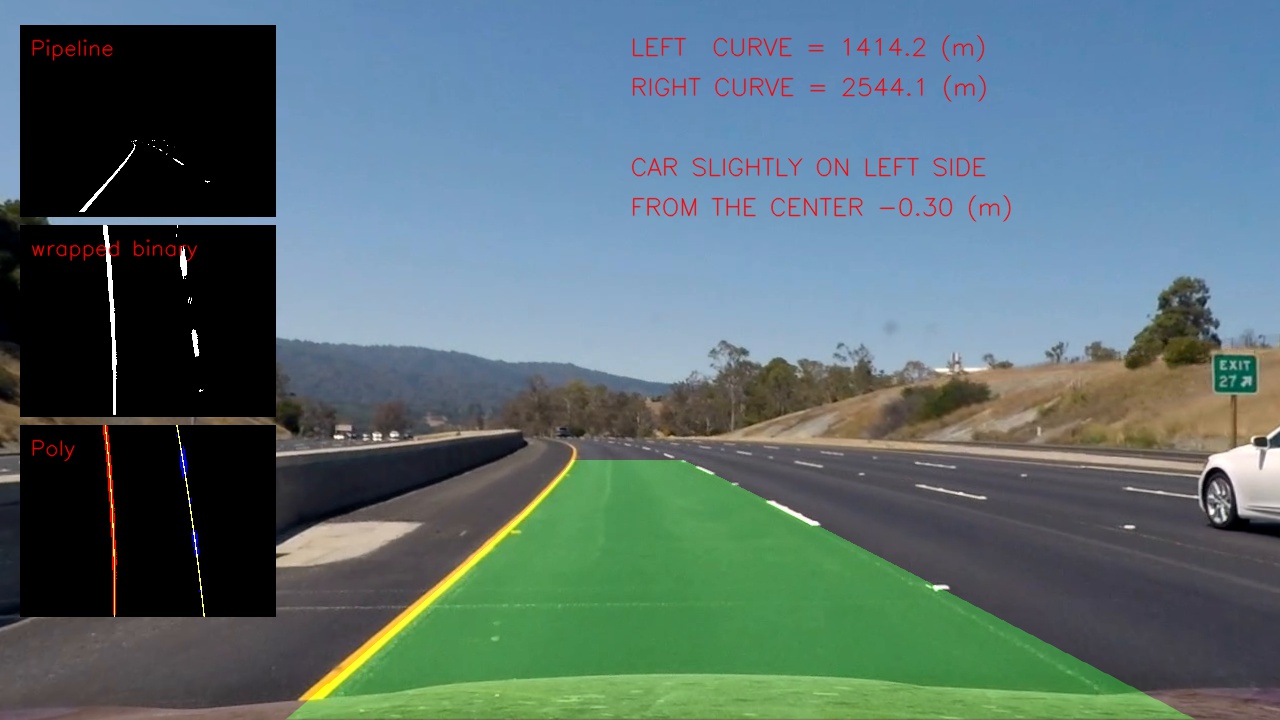 Pipeline
LEFT CURVE = 1414.2 (m)
RIGHT CURVE = 2544.1 (m)
CAR SLIGHTLY ON LEFT SIDE
FROM THE CENTER -0.30 (m)
wrapped binary
EXIT
27
Poly